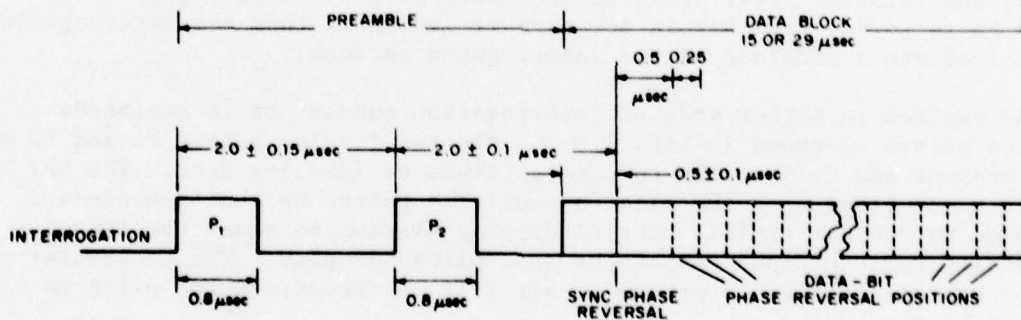 PREAMBLE
DATA BLOCK
15 OR 29 μsec
0.5
.25
μsec
2.0 ± 0.15 μsec
2.0 ± 0.1 μsec
0.5 ± 0.1 μsec
P1
P2
INTERROGATION
0.8 μsec
0.8 μsec
SYNC PHASE
REVERSAL
DATA-BIT
PHASE REVERSAL POSITIONS